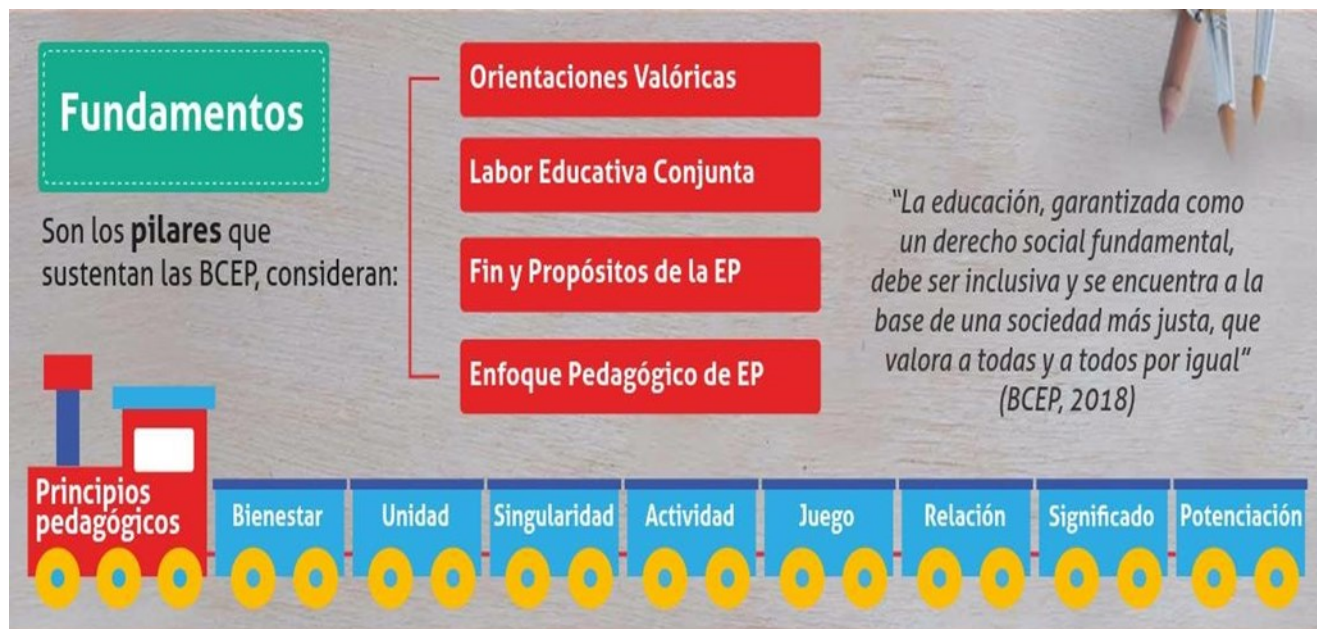 Fundamentos
Son los pilares que
sustentan las BCEP, consideran:
Orientaciones Valóricas
Labor Educativa Conjunta
Fin y Propósitos de la EP
Enfoque Pedagógico de EP
“La educación, garantizada como
un derecho social fundamental,
debe ser inclusiva y se encuentra a la
base de una sociedad más justa, que
valora a todas y a todos por igual“
(BCEP, 2018)
Principios
pedagógicos
Bienestar
Unidad
Singularidad
Actividad
Juego
Relación
Significado
Potenciación